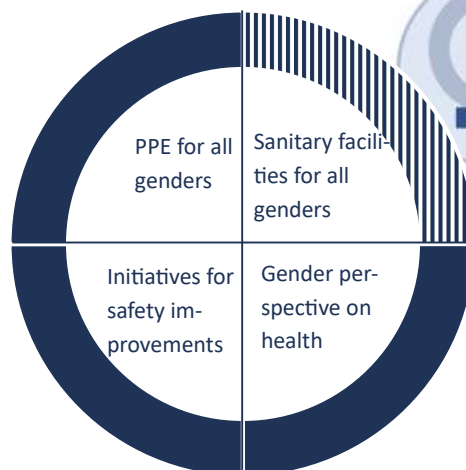 PPE for all
genders
Sanitary facili-
ties for all
genders
Initiatives for
safety im-
provements
Gender per-
spective on
health